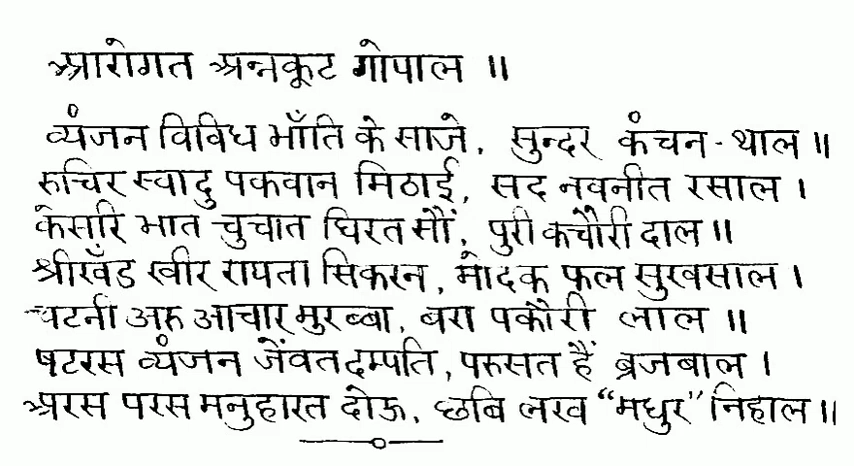 आरोगत अन्नकूट गोपाल ॥
व्यंजन विविध भाँति के साजे, सुन्दर कंचन - थाल ॥
रुचिर स्वादु पकवान मिठाई, सद नवनीत रसाल ।
केसरि भात चुचात घिरत सौं, पुरी कचौरी दाल ॥
श्रीखँड खीर रायता सिकरन, मोदक फल सुखसाल ।
चटनी अरु आचार मुरब्बा, बरा पकौरी लाल ॥
षटरस व्यंजन जेंवत दम्पति, परुसत हैं ब्रजबाल ।
अरस परस मनुहारत दोऊ, छबि लख “मधुर” निहाल ॥